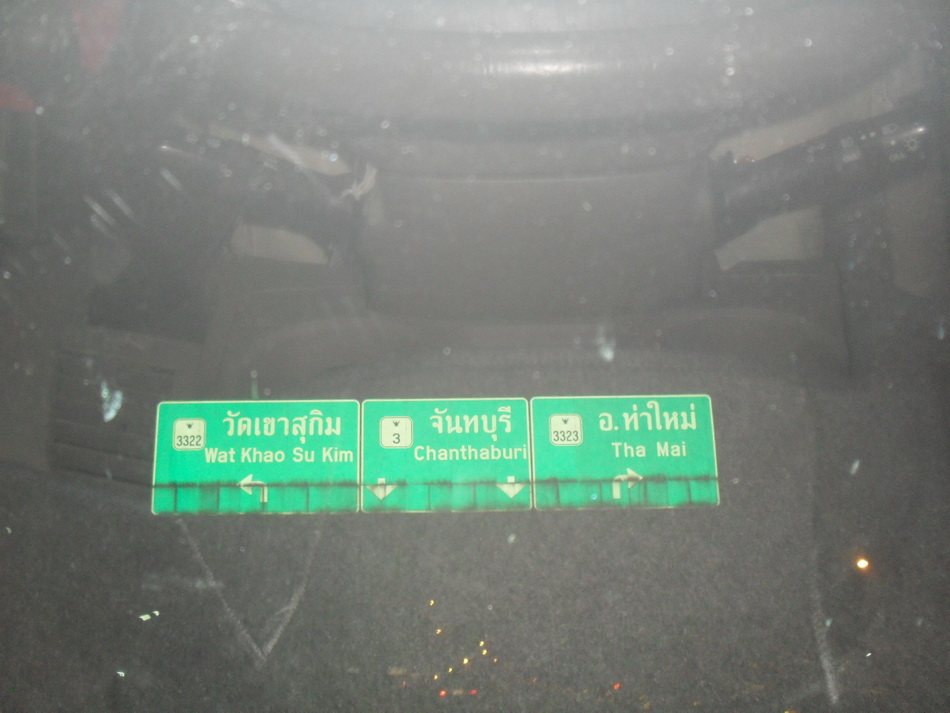 3322
วัดเขาสุกิม
Wat Khao Su Kim
3
จันทบุรี
Chanthaburi
3323
อ.ท่าใหม่
Tha Mai